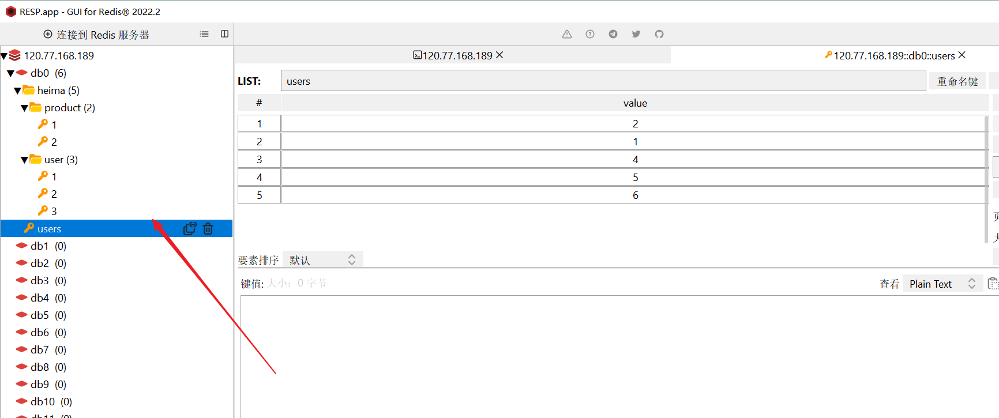 RESP.app - GUI for Redis® 2022.2
连接到 Redis 服务器
120.77.168.189
db0 (6)
heima (5)
product (2)
1
2
user (3)
1
2
3
users
db1 (0)
db2 (0)
db3 (0)
db4 (0)
db5 (0)
db6 (0)
db7 (0)
db8 (0)
db9 (0)
db10 (0)
db11 (0)
120.77.168.189
120.77.168.189::db0::users
LIST: users 重命名键
# value
1 2
2 1
3 4
4 5
5 6
页
大
要素排序 默认
键值: 大小: 0 字节 查看 Plain Text